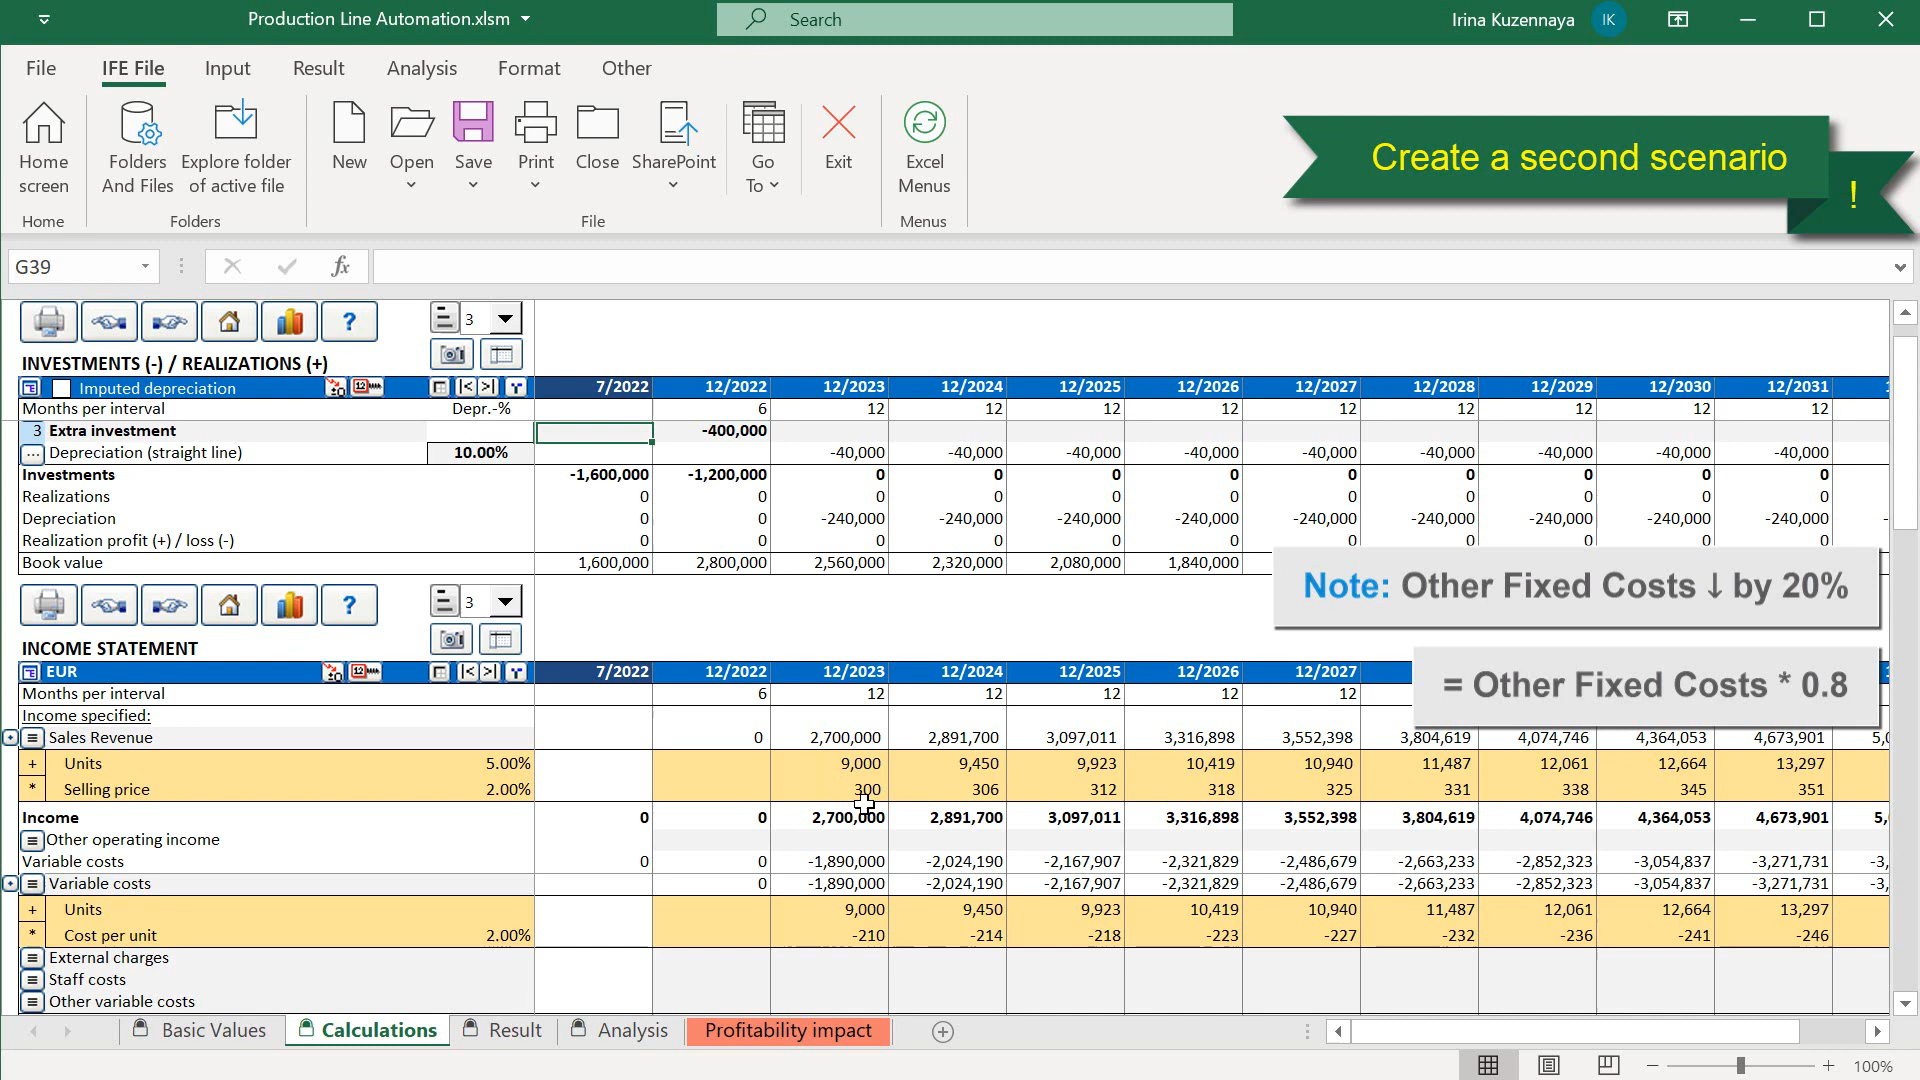 Production Line Automation.xlsm
Search
Irina Kuzennaya IK
File IFE File Input Result Analysis Format Other
Home screen
Folders And Files
Explore folder of active file
New Open Save Print Close SharePoint Go To Exit Excel Menus
Home Folders File Menus
Create a second scenario
!
G39 fx
? 3
INVESTMENTS (-) / REALIZATIONS (+)
Imputed depreciation 7/2022 12/2022 12/2023 12/2024 12/2025 12/2026 12/2027 12/2028 12/2029 12/2030 12/2031
Months per interval Depr.-% 6 12 12 12 12 12 12 12 12 12
3 Extra investment -400,000
... Depreciation (straight line) 10.00% -40,000 -40,000 -40,000 -40,000 -40,000 -40,000 -40,000 -40,000 -40,000
Investments -1,600,000 -1,200,000 0 0 0 0 0 0 0 0 0
Realizations 0 0 0 0 0 0 0 0 0 0 0
Depreciation 0 0 -240,000 -240,000 -240,000 -240,000 -240,000 -240,000 -240,000 -240,000 -240,000 -
Realization profit (+) / loss (-) 0 0 0 0 0 0 0 0 0 0 0
Book value 1,600,000 2,800,000 2,560,000 2,320,000 2,080,000 1,840,000
Note: Other Fixed Costs ↓ by 20%
? 3
INCOME STATEMENT
= Other Fixed Costs * 0.8
EUR 7/2022 12/2022 12/2023 12/2024 12/2025 12/2026 12/2027
Months per interval 6 12 12 12 12 12
Income specified:
+ = Sales Revenue 0 2,700,000 2,891,700 3,097,011 3,316,898 3,552,398 3,804,619 4,074,746 4,364,053 4,673,901 5,0
+ Units 5.00% 9,000 9,450 9,923 10,419 10,940 11,487 12,061 12,664 13,297
* Selling price 2.00% 300 306 312 318 325 331 338 345 351
Income 0 0 2,700,000 2,891,700 3,097,011 3,316,898 3,552,398 3,804,619 4,074,746 4,364,053 4,673,901 5,
Other operating income
Variable costs 0 0 -1,890,000 -2,024,190 -2,167,907 -2,321,829 -2,486,679 -2,663,233 -2,852,323 -3,054,837 -3,271,731 -3,
Variable costs 0 -1,890,000 -2,024,190 -2,167,907 -2,321,829 -2,486,679 -2,663,233 -2,852,323 -3,054,837 -3,271,731 -3,
+ Units 9,000 9,450 9,923 10,419 10,940 11,487 12,061 12,664 13,297
* Cost per unit 2.00% -210 -214 -218 -223 -227 -232 -236 -241 -246
External charges
Staff costs
Other variable costs
Basic Values Calculations Result Analysis Profitability impact
100%